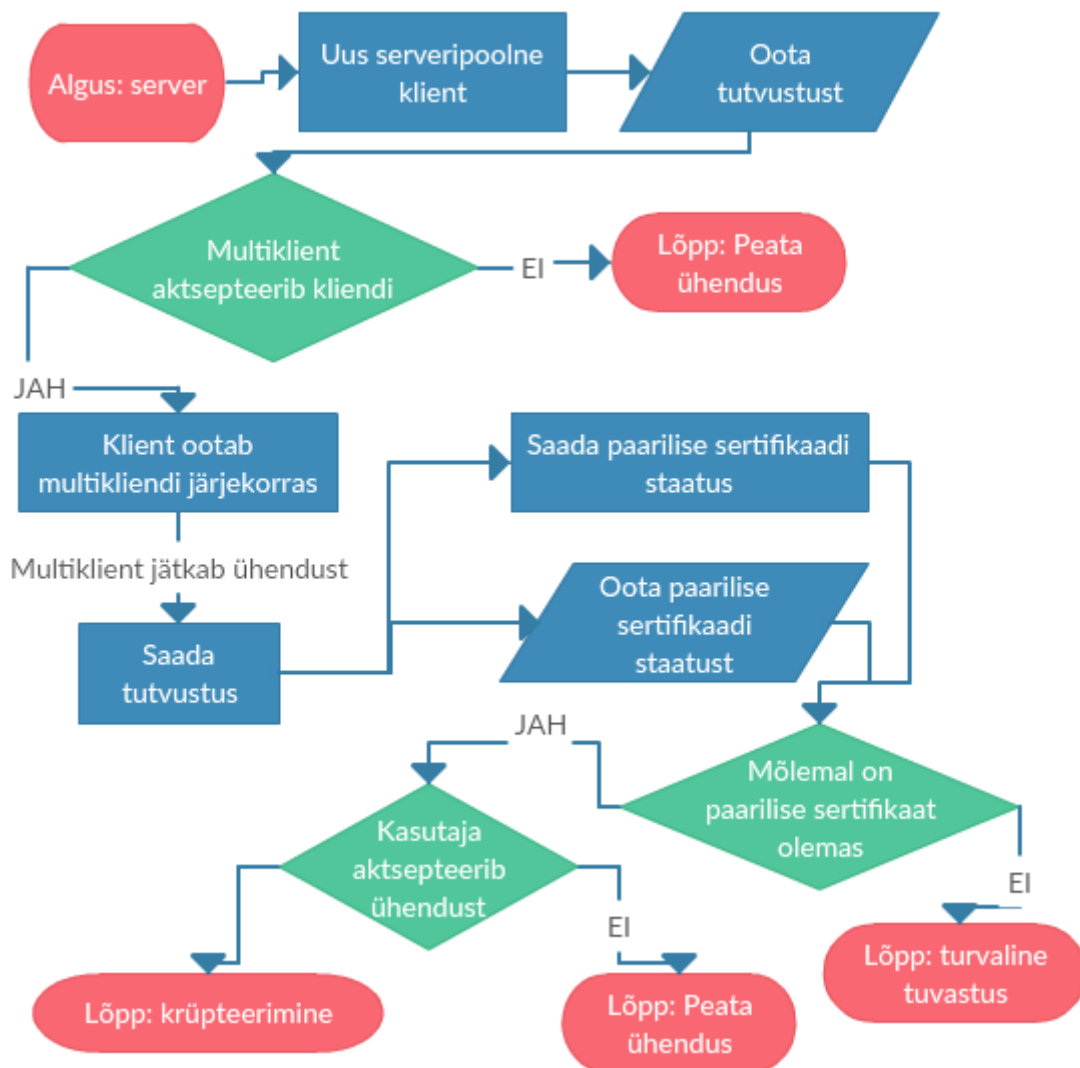 Algus: server
Uus serveripoolne
klient
Oota
tutvustust
Multiklient
aktsepteerib kliendi
EI
Lõpp: Peata
ühendus
JAH
Klient ootab
multikliendi järjekorras
Multiklient jätkab ühendust
Saada
tutvustus
Saada paarilise sertifikaadi
staatus
Oota paarilise
sertifikaadi
staatust
Mõlemal on
paarilise sertifikaat
olemas
JAH
Kasutaja
aktsepteerib
ühendust
EI
Lõpp: turvaline
tuvastus
EI
Lõpp: Peata
ühendus
Lõpp: krüpteerimine